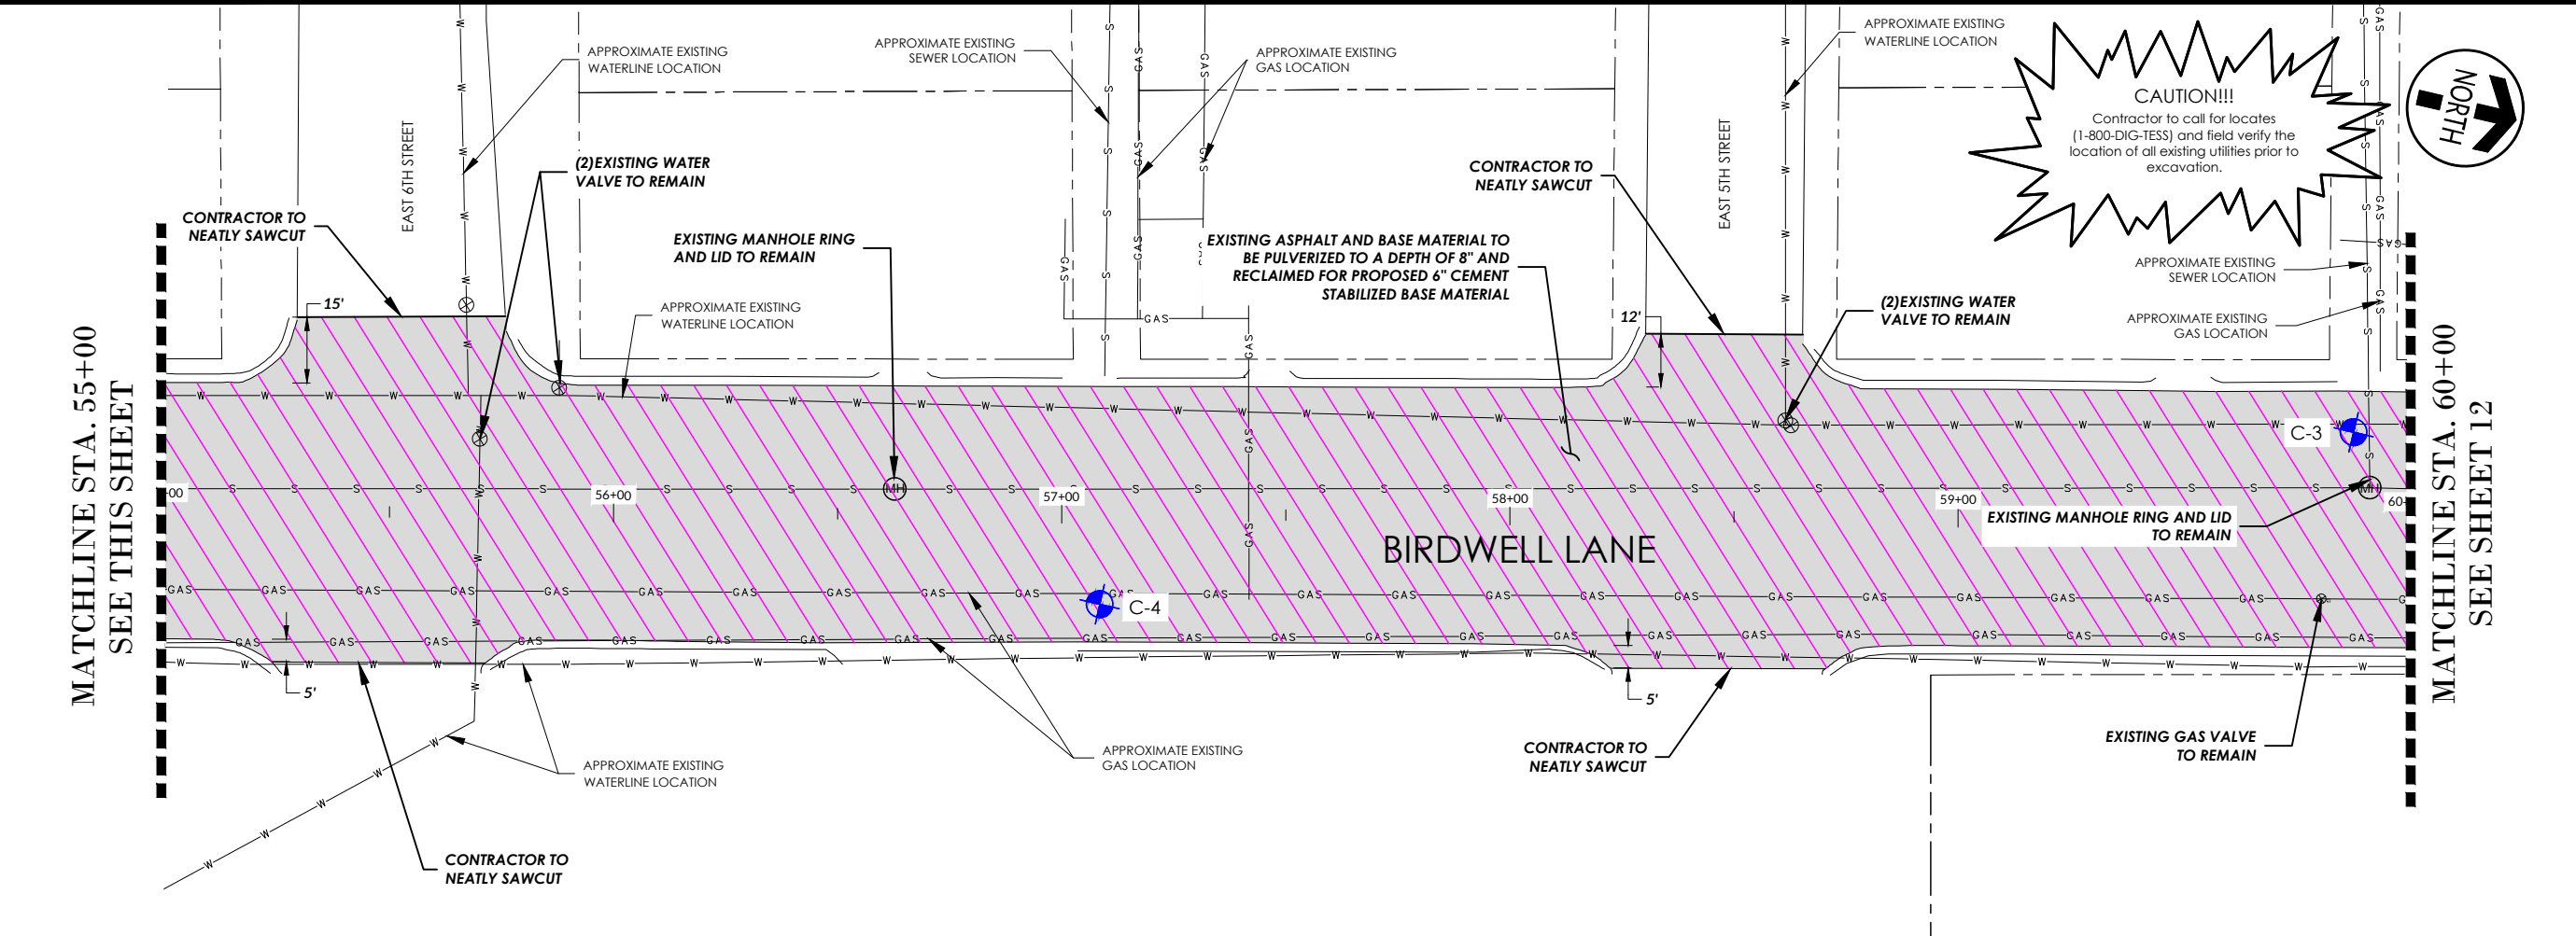 APPROXIMATE EXISTING
WATERLINE LOCATION
APPROXIMATE EXISTING
SEWER LOCATION
APPROXIMATE EXISTING
GAS LOCATION
APPROXIMATE EXISTING
WATERLINE LOCATION
CAUTION!!!
Contractor to call for locates
(1-800-DIG-TESS) and field verify the
location of all existing utilities prior to
excavation.
NORTH
EAST 6TH STREET
(2)EXISTING WATER
VALVE TO REMAIN
CONTRACTOR TO
NEATLY SAWCUT
EAST 5TH STREET
CONTRACTOR TO
NEATLY SAWCUT
EXISTING MANHOLE RING
AND LID TO REMAIN
EXISTING ASPHALT AND BASE MATERIAL TO
BE PULVERIZED TO A DEPTH OF 8" AND
RECLAIMED FOR PROPOSED 6" CEMENT
STABILIZED BASE MATERIAL
APPROXIMATE EXISTING
SEWER LOCATION
15'
APPROXIMATE EXISTING
WATERLINE LOCATION
12'
(2)EXISTING WATER
VALVE TO REMAIN
APPROXIMATE EXISTING
GAS LOCATION
MATCHLINE STA. 55+00
SEE THIS SHEET
MATCHLINE STA. 60+00
SEE SHEET 12
C-3
-00
56+00
MH
57+00
58+00
59+00
MH
60-
EXISTING MANHOLE RING AND LID
TO REMAIN
BIRDWELL LANE
GAS
W
S
C-4
5'
5'
APPROXIMATE EXISTING
WATERLINE LOCATION
APPROXIMATE EXISTING
GAS LOCATION
CONTRACTOR TO
NEATLY SAWCUT
EXISTING GAS VALVE
TO REMAIN
CONTRACTOR TO
NEATLY SAWCUT